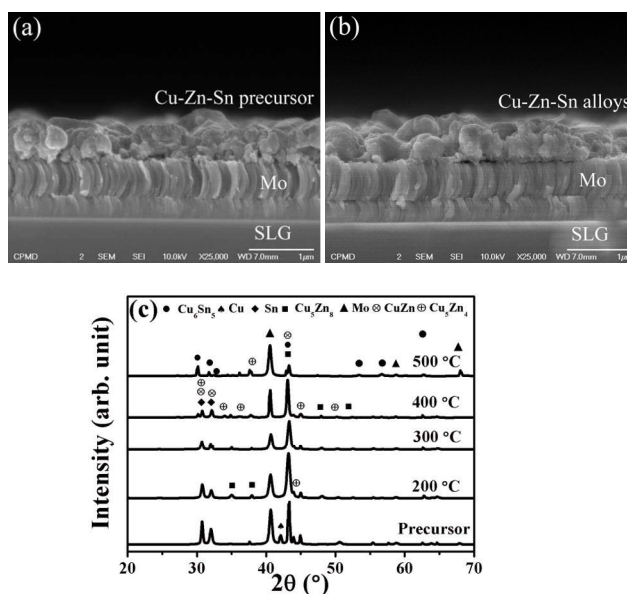 (a)
Cu-Zn-Sn precursor
Mo
SLG
CPMD 2 SEM SEI 10.0kV X25,000 WD 7.0mm 1μm
(b)
Cu-Zn-Sn alloys
Mo
SLG
CPMD 2 SEM SEI 10.0kV X25,000 WD 7.0mm 1μm
(c) ● Cu6Sn5 ♠ Cu ◆ Sn ■ Cu5Zn8 ▲ Mo ⊗ CuZn ⊕ Cu5Zn4
500 °C
400 °C
300 °C
200 °C
Precursor
Intensity (arb. unit)
20 30 40 50 60 70
2θ (°)